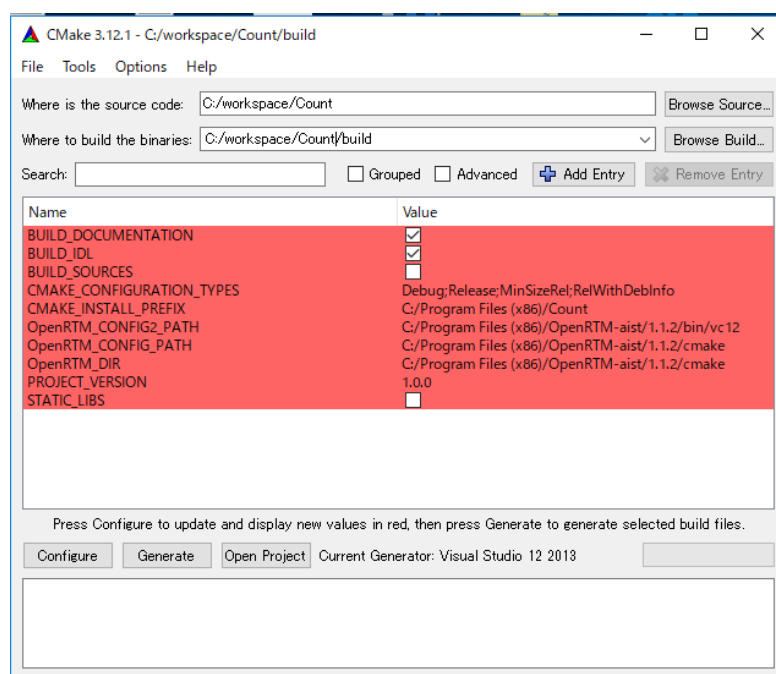 CMake 3.12.1 - C:/workspace/Count/build
File Tools Options Help
Where is the source code: C:/workspace/Count Browse Source...
Where to build the binaries: C:/workspace/Count/build Browse Build...
Search: Grouped Advanced Add Entry Remove Entry
Name Value
BUILD_DOCUMENTATION
BUILD_IDL
BUILD_SOURCES
CMAKE_CONFIGURATION_TYPES Debug;Release;MinSizeRel;RelWithDebInfo
CMAKE_INSTALL_PREFIX C:/Program Files (x86)/Count
OpenRTM_CONFIG2_PATH C:/Program Files (x86)/OpenRTM-aist/1.1.2/bin/vc12
OpenRTM_CONFIG_PATH C:/Program Files (x86)/OpenRTM-aist/1.1.2/cmake
OpenRTM_DIR C:/Program Files (x86)/OpenRTM-aist/1.1.2/cmake
PROJECT_VERSION 1.0.0
STATIC_LIBS
Press Configure to update and display new values in red, then press Generate to generate selected build files.
Configure Generate Open Project Current Generator: Visual Studio 12 2013